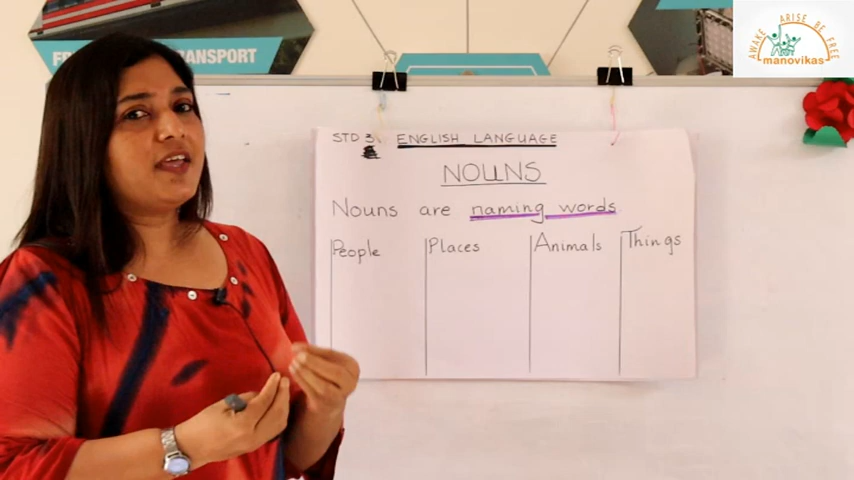 TRANSPORT
AWAKE ARISE BE FREE
manovikas
STD 3. ENGLISH LANGUAGE
NOUNS
Nouns are naming words.
People Places Animals Things